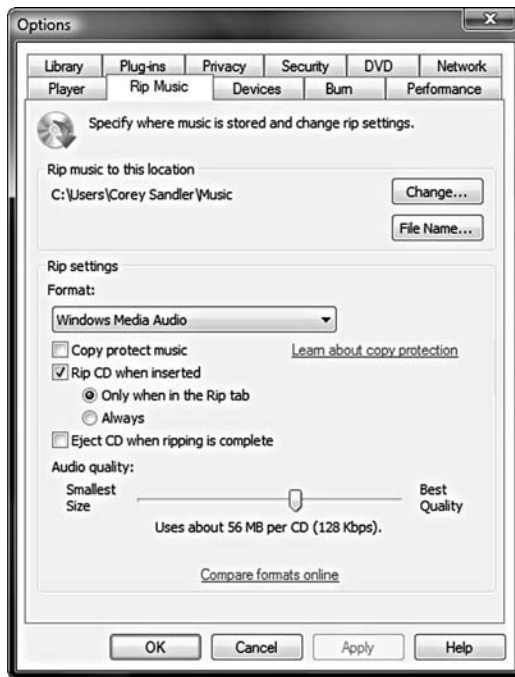 Options
X
Library Plug-ins Privacy Security DVD Network
Player Rip Music Devices Burn Performance
Specify where music is stored and change rip settings.
Rip music to this location
C:\Users\Corey Sandler\Music
Change...
File Name...
Rip settings
Format:
Windows Media Audio
Copy protect music Learn about copy protection
Rip CD when inserted
Only when in the Rip tab
Always
Eject CD when ripping is complete
Audio quality:
Smallest Size
Best Quality
Uses about 56 MB per CD (128 Kbps).
Compare formats online
OK Cancel Apply Help